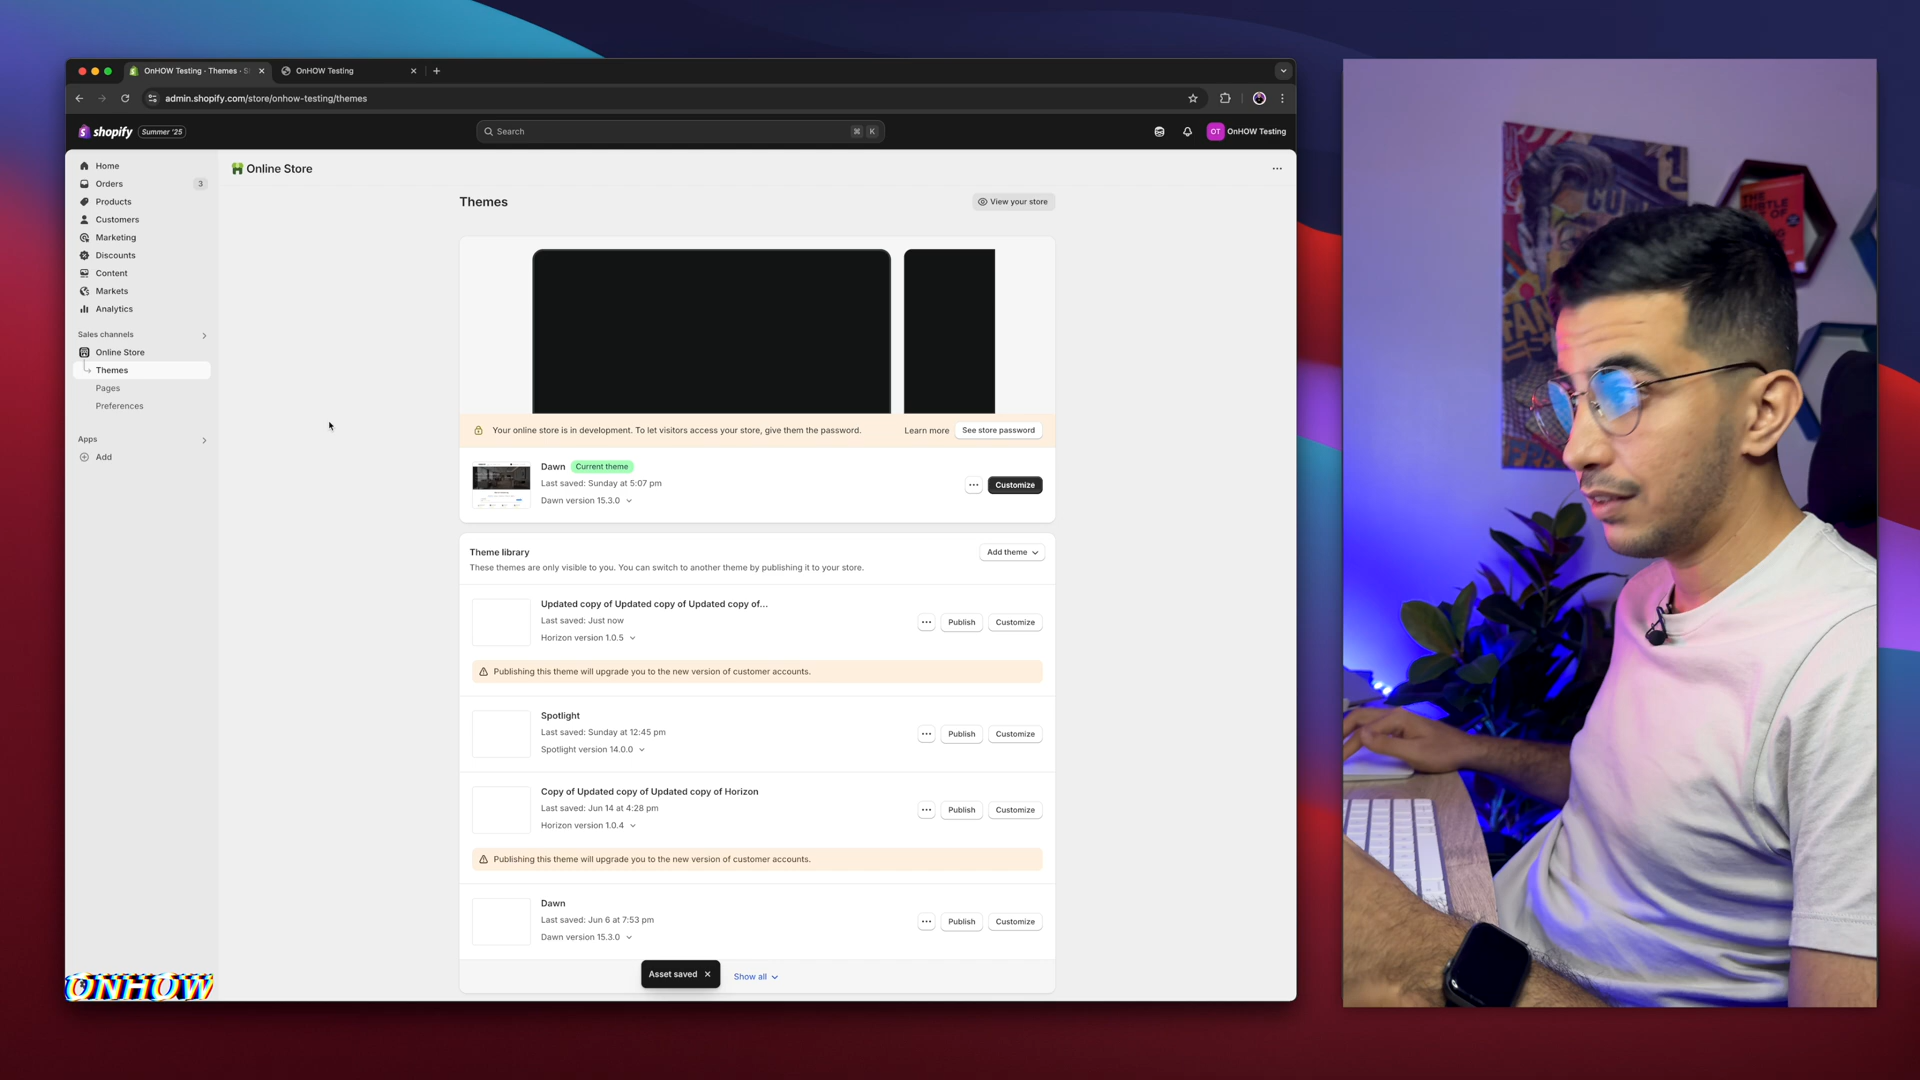 OnHOW Testing · Themes · S
OnHOW Testing
admin.shopify.com/store/onhow-testing/themes
shopify
Summer '25
Search
⌘ K
OT
OnHOW Testing
Home
Orders
3
Products
Customers
Marketing
Discounts
Content
Markets
Analytics
Sales channels
Online Store
Themes
Pages
Preferences
Apps
Add
Online Store
Themes
View your store
Your online store is in development. To let visitors access your store, give them the password.
Learn more
See store password
Dawn
Current theme
Last saved: Sunday at 5:07 pm
Dawn version 15.3.0
Customize
Theme library
Add theme
These themes are only visible to you. You can switch to another theme by publishing it to your store.
Updated copy of Updated copy of Updated copy of...
Last saved: Just now
Horizon version 1.0.5
Publish
Customize
Publishing this theme will upgrade you to the new version of customer accounts.
Spotlight
Last saved: Sunday at 12:45 pm
Spotlight version 14.0.0
Publish
Customize
Copy of Updated copy of Updated copy of Horizon
Last saved: Jun 14 at 4:28 pm
Horizon version 1.0.4
Publish
Customize
Publishing this theme will upgrade you to the new version of customer accounts.
Dawn
Last saved: Jun 6 at 7:53 pm
Dawn version 15.3.0
Publish
Customize
Asset saved
Show all
ONHOW